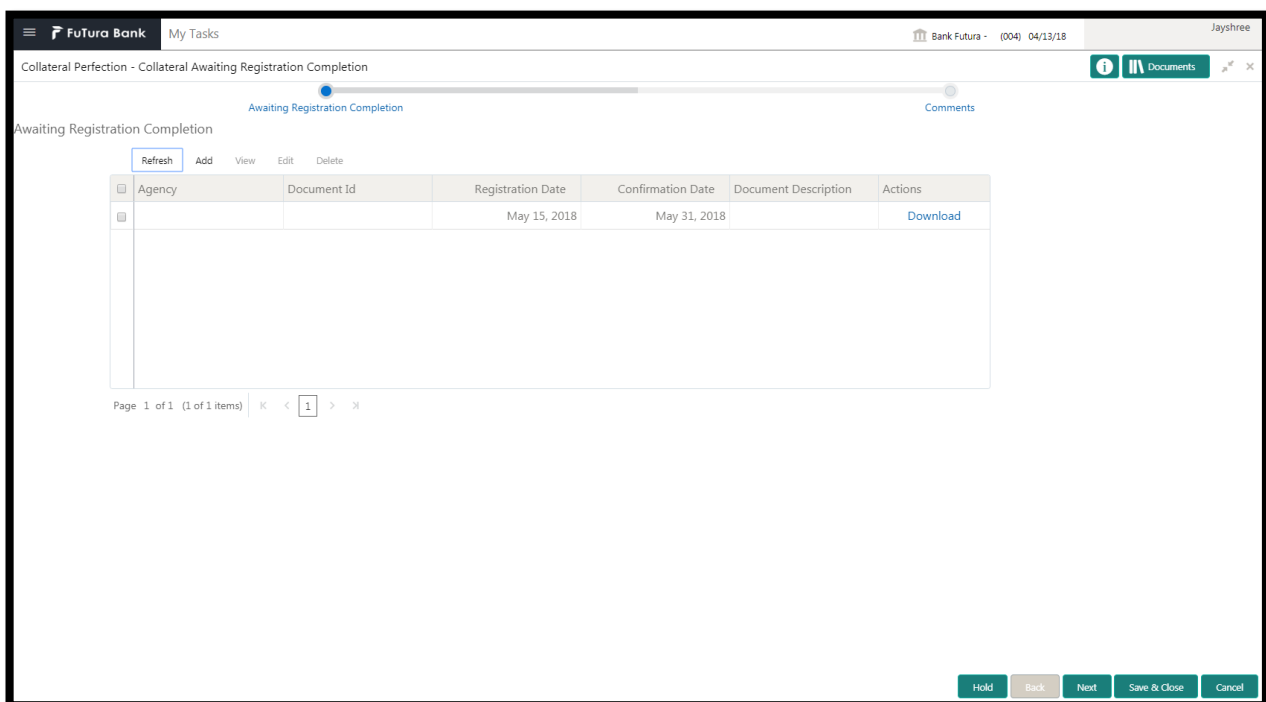 FuTura Bank My Tasks Bank Futura - (004) 04/13/18 Jayshree
Collateral Perfection - Collateral Awaiting Registration Completion i Documents
Awaiting Registration Completion Comments
Awaiting Registration Completion
Refresh Add View Edit Delete
Agency Document Id Registration Date Confirmation Date Document Description Actions
May 15, 2018 May 31, 2018 Download
Page 1 of 1 (1 of 1 items) K < 1 > X
Hold Back Next Save & Close Cancel